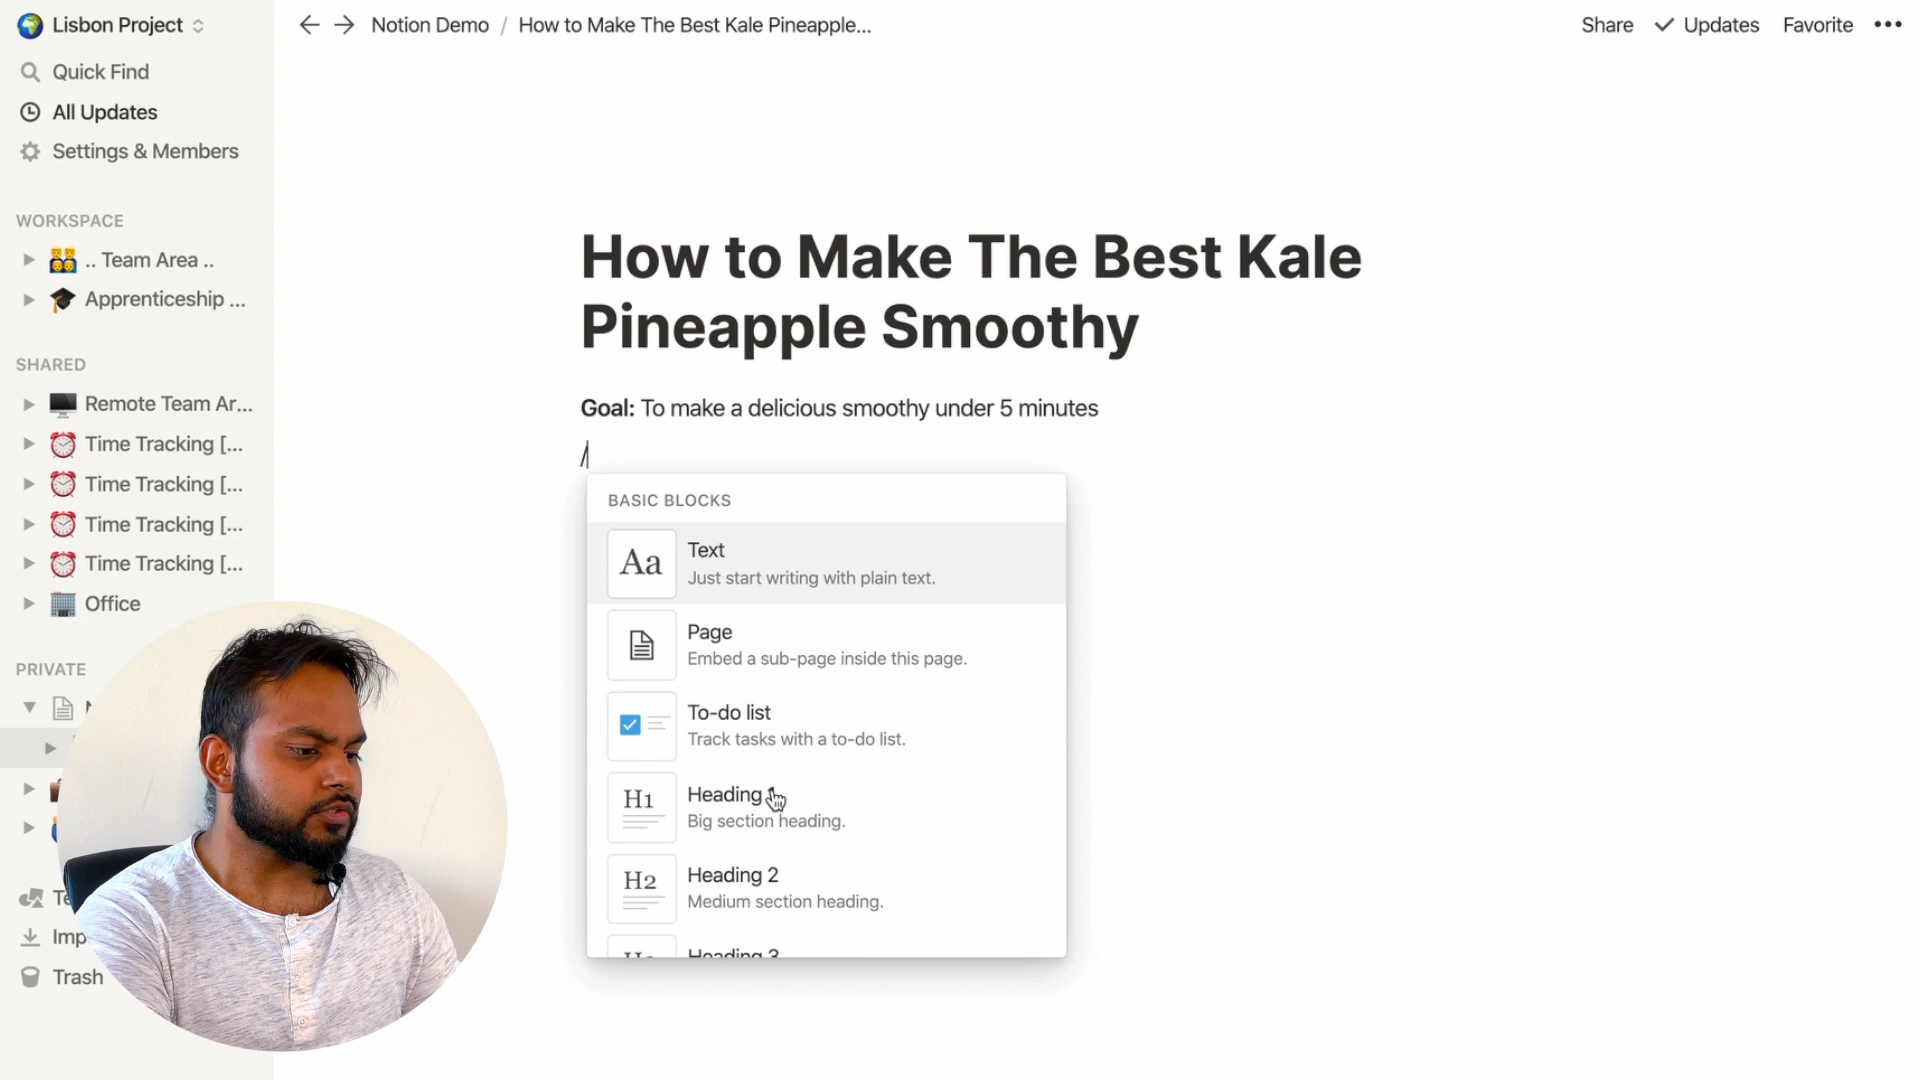 Lisbon Project
Quick Find
All Updates
Settings & Members
WORKSPACE
.. Team Area ..
Apprenticeship ...
SHARED
Remote Team Ar...
Time Tracking [...
Time Tracking [...
Time Tracking [...
Time Tracking [...
Office
PRIVATE
Trash
Notion Demo / How to Make The Best Kale Pineapple...
Share Updates Favorite •••
How to Make The Best Kale
Pineapple Smoothy
Goal: To make a delicious smoothy under 5 minutes
/
BASIC BLOCKS
Aa
Text
Just start writing with plain text.
Page
Embed a sub-page inside this page.
To-do list
Track tasks with a to-do list.
H1
Heading
Big section heading.
H2
Heading 2
Medium section heading.
Heading 3